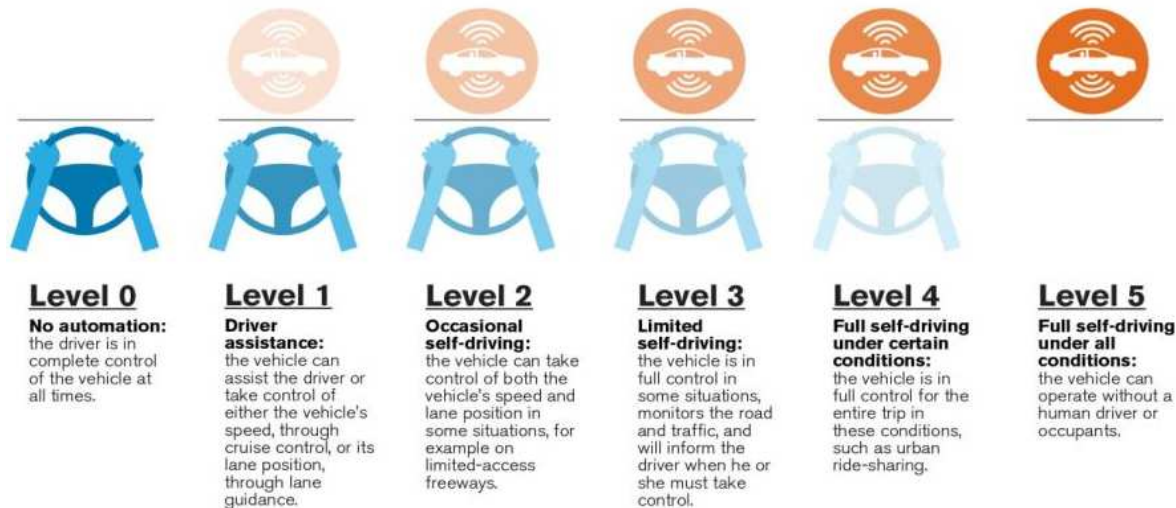 Level 0
No automation:
the driver is in
complete control
of the vehicle at
all times.
Level 1
Driver
assistance:
the vehicle can
assist the driver or
take control of
either the vehicle's
speed, through
cruise control, or its
lane position,
through lane
guidance.
Level 2
Occasional
self-driving:
the vehicle can take
control of both the
vehicle's speed and
lane position in
some situations, for
example on
limited-access
freeways.
Level 3
Limited
self-driving:
the vehicle is in
full control in
some situations,
monitors the road
and traffic, and
will inform the
driver when he or
she must take
control.
Level 4
Full self-driving
under certain
conditions:
the vehicle is in
full control for the
entire trip in
these conditions,
such as urban
ride-sharing.
Level 5
Full self-driving
under all
conditions:
the vehicle can
operate without a
human driver or
occupants.